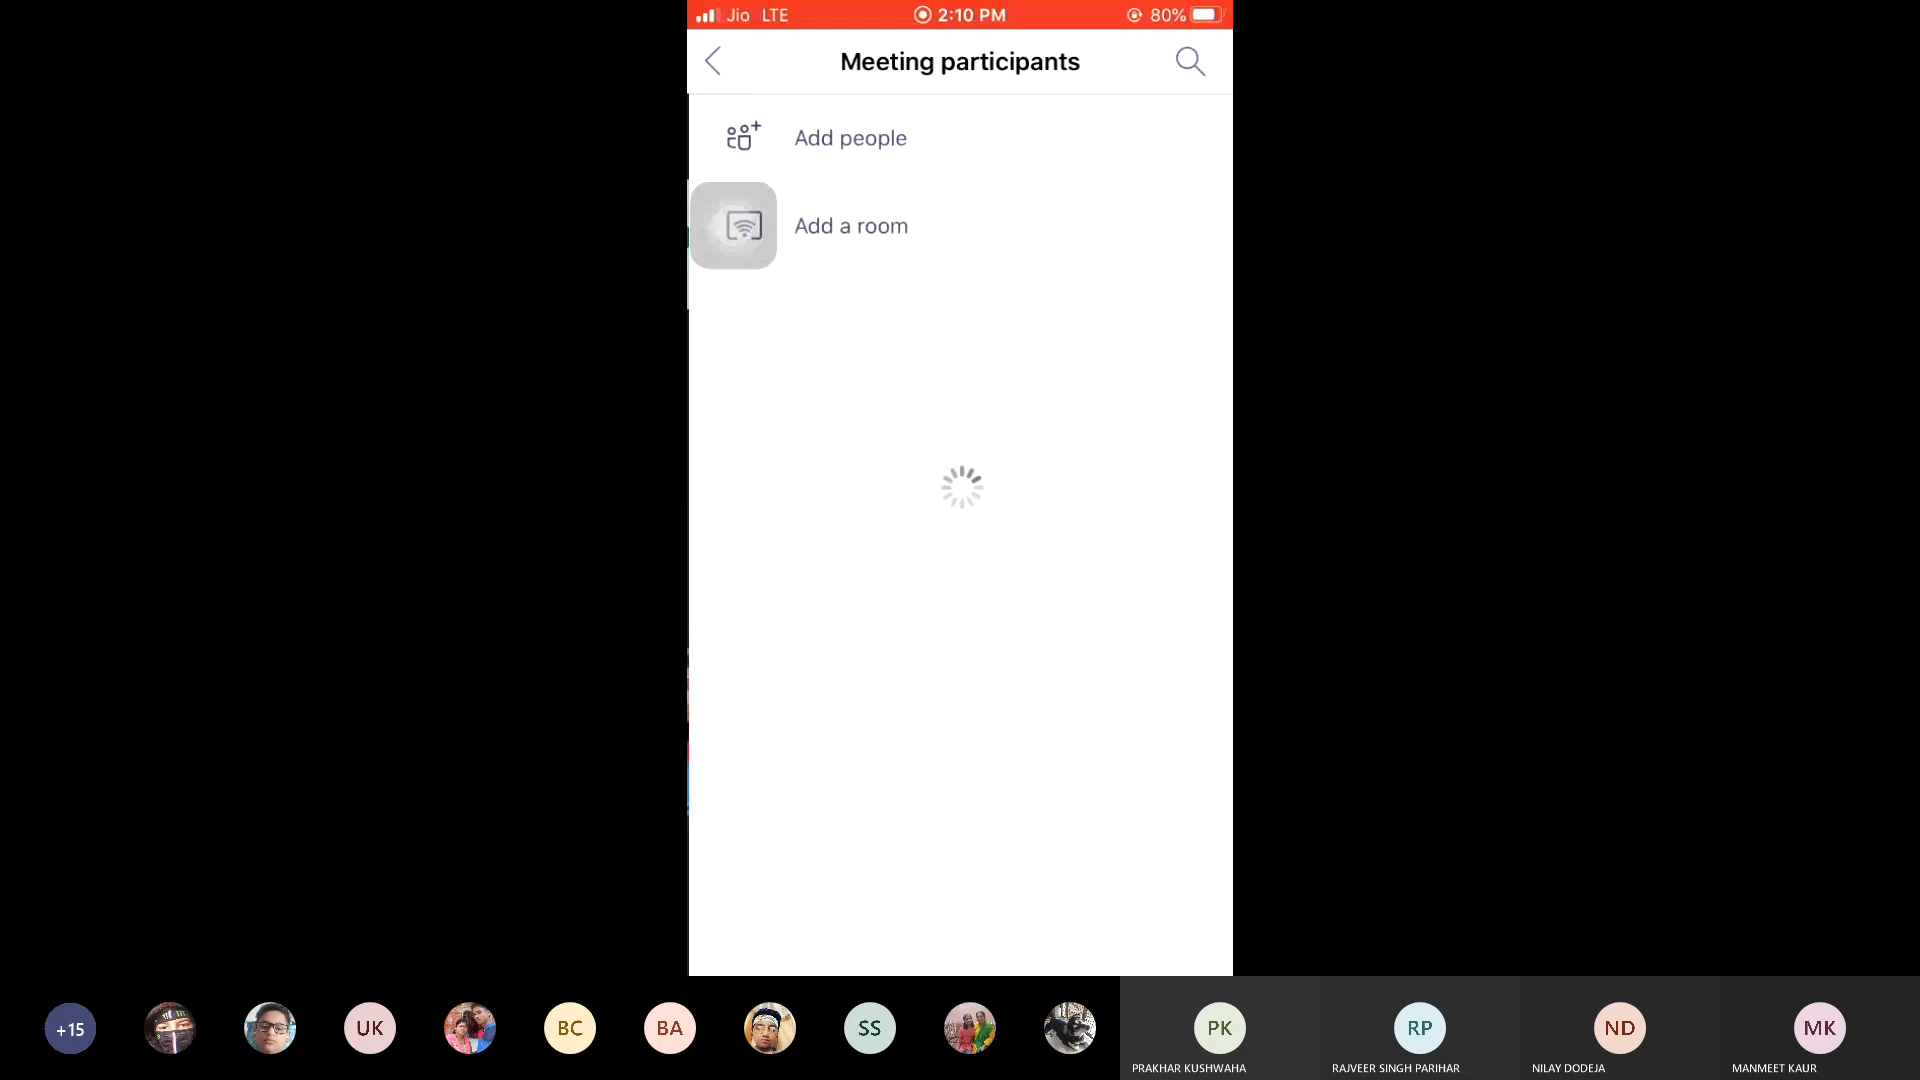 Jio LTE 2:10 PM 80%
Meeting participants
Add people
Add a room
+15 UK BC BA SS PK RP ND MK
PRAKHAR KUSHWAHA RAJVEER SINGH PARIHAR NILAY DODEJA MANMEET KAUR